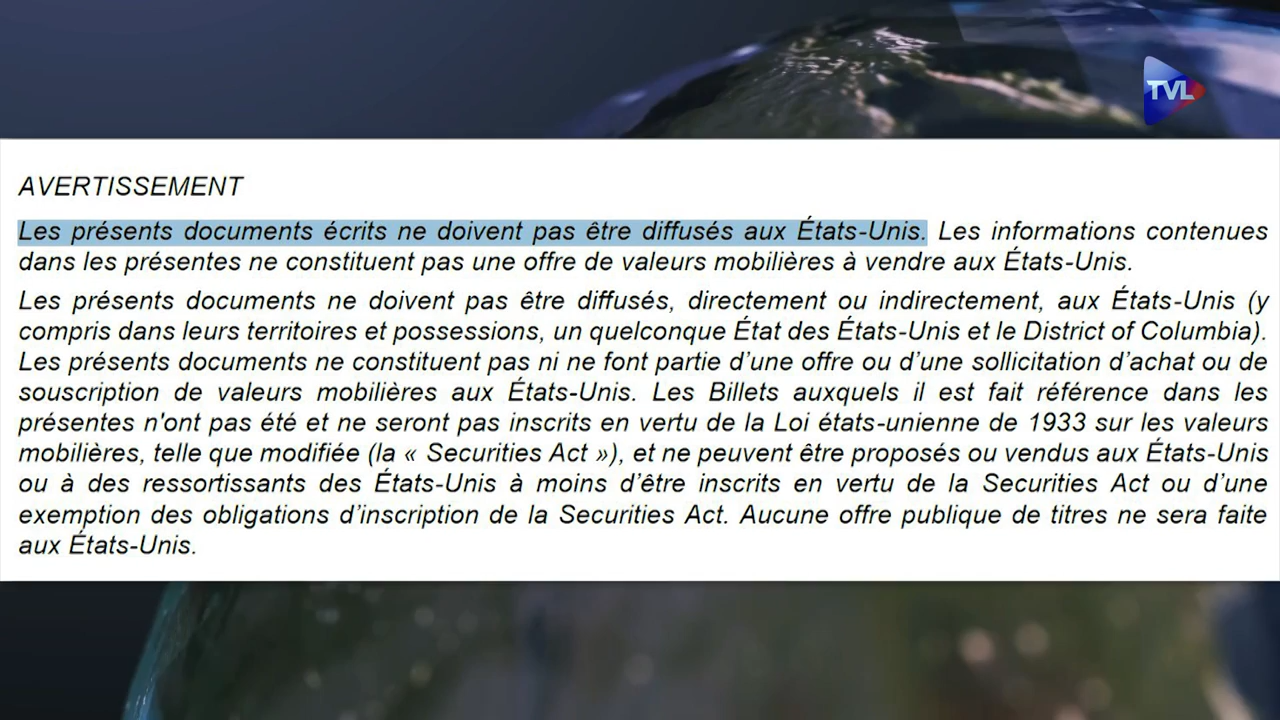 TVL
AVERTISSEMENT
Les présents documents écrits ne doivent pas être diffusés aux États-Unis. Les informations contenues
dans les présentes ne constituent pas une offre de valeurs mobilières à vendre aux États-Unis.
Les présents documents ne doivent pas être diffusés, directement ou indirectement, aux États-Unis (y
compris dans leurs territoires et possessions, un quelconque État des États-Unis et le District of Columbia).
Les présents documents ne constituent pas ni ne font partie d’une offre ou d’une sollicitation d’achat ou de
souscription de valeurs mobilières aux États-Unis. Les Billets auxquels il est fait référence dans les
présentes n'ont pas été et ne seront pas inscrits en vertu de la Loi états-unienne de 1933 sur les valeurs
mobilières, telle que modifiée (la « Securities Act »), et ne peuvent être proposés ou vendus aux États-Unis
ou à des ressortissants des États-Unis à moins d’être inscrits en vertu de la Securities Act ou d’une
exemption des obligations d’inscription de la Securities Act. Aucune offre publique de titres ne sera faite
aux États-Unis.